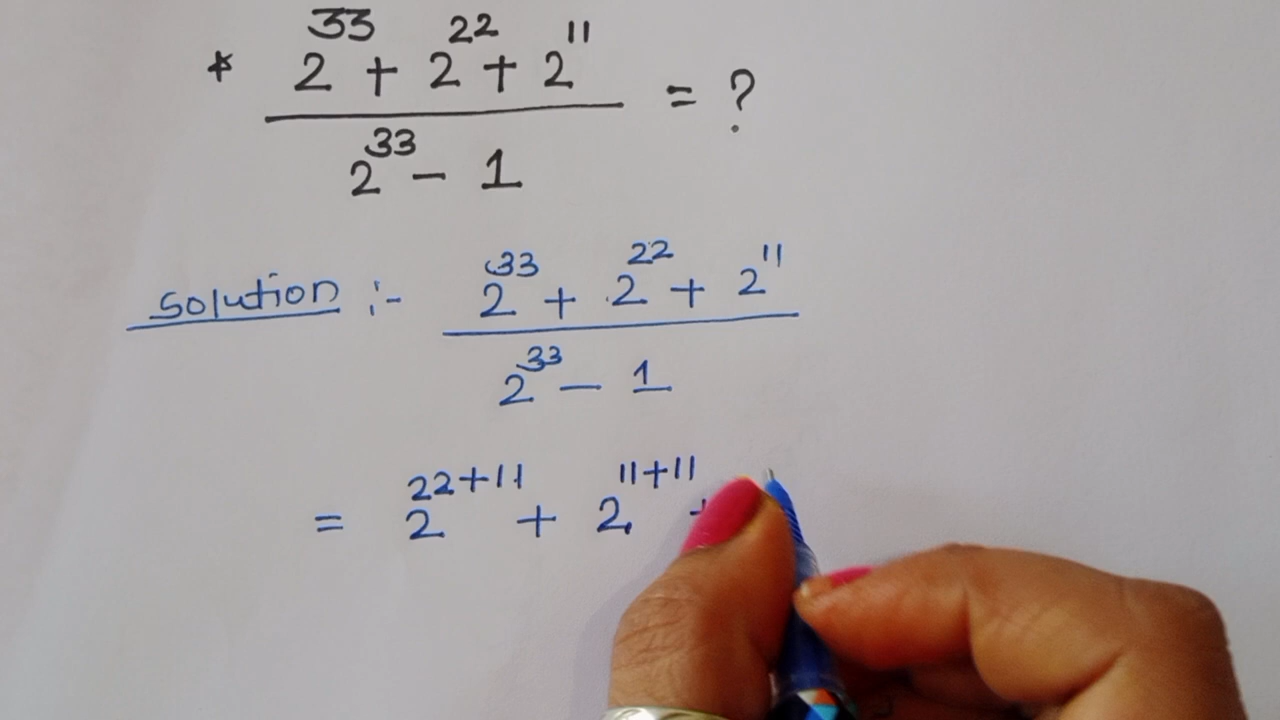 * 2^33 + 2^22 + 2^11 / 2^33 - 1 = ?
Solution :- 2^33 + 2^22 + 2^11 / 2^33 - 1
= 2^22+11 + 2^11+11 +